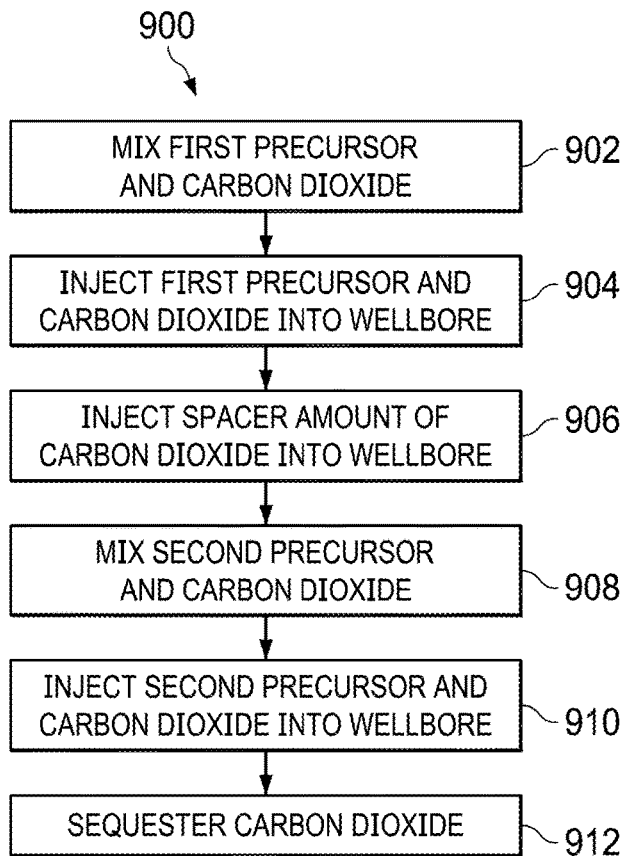 900
MIX FIRST PRECURSOR
AND CARBON DIOXIDE
902
INJECT FIRST PRECURSOR AND
CARBON DIOXIDE INTO WELLBORE
904
INJECT SPACER AMOUNT OF
CARBON DIOXIDE INTO WELLBORE
906
MIX SECOND PRECURSOR
AND CARBON DIOXIDE
908
INJECT SECOND PRECURSOR AND
CARBON DIOXIDE INTO WELLBORE
910
SEQUESTER CARBON DIOXIDE
912